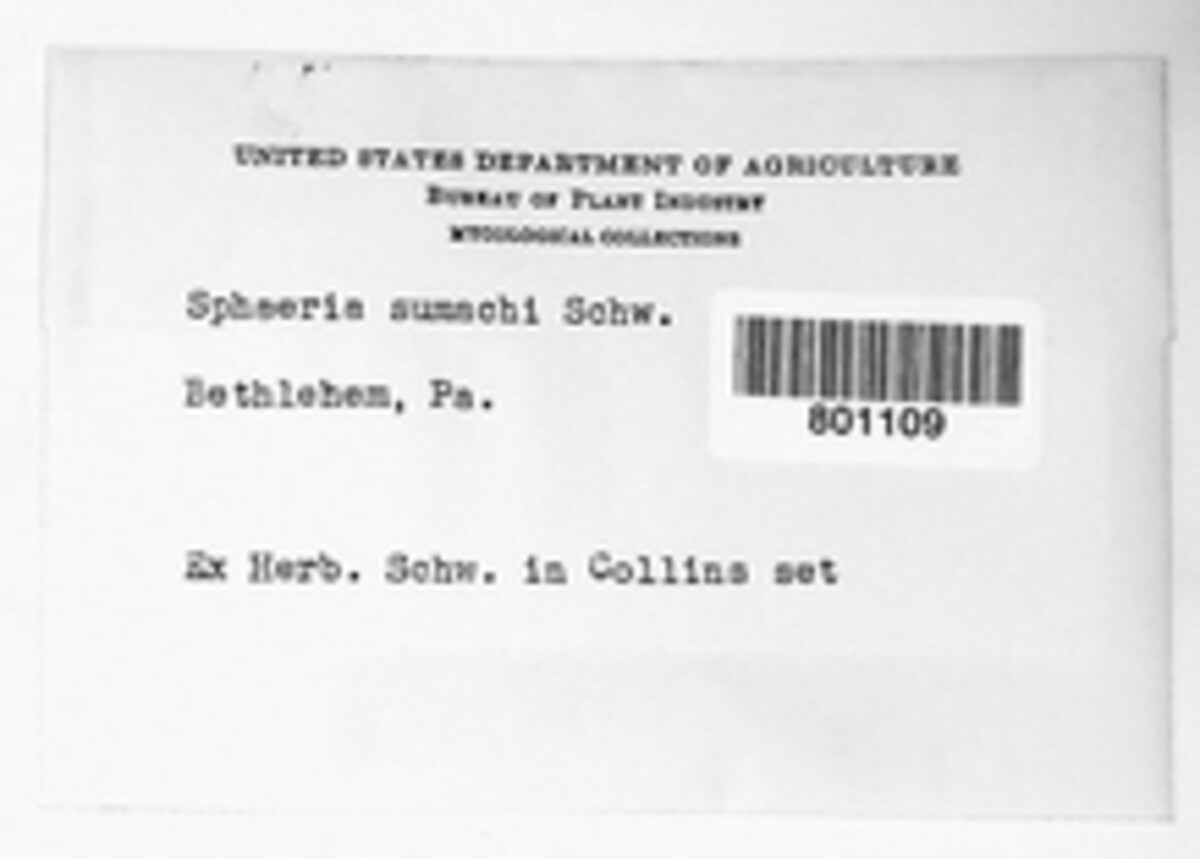 UNITED STATES DEPARTMENT OF AGRICULTURE
BUREAU OF PLANT INDUSTRY
MYCOLOGICAL COLLECTIONS
Sphaeria sumachi Schw.
801109
Bethlehem, Pa.
Ex Herb. Schw. in Collins set